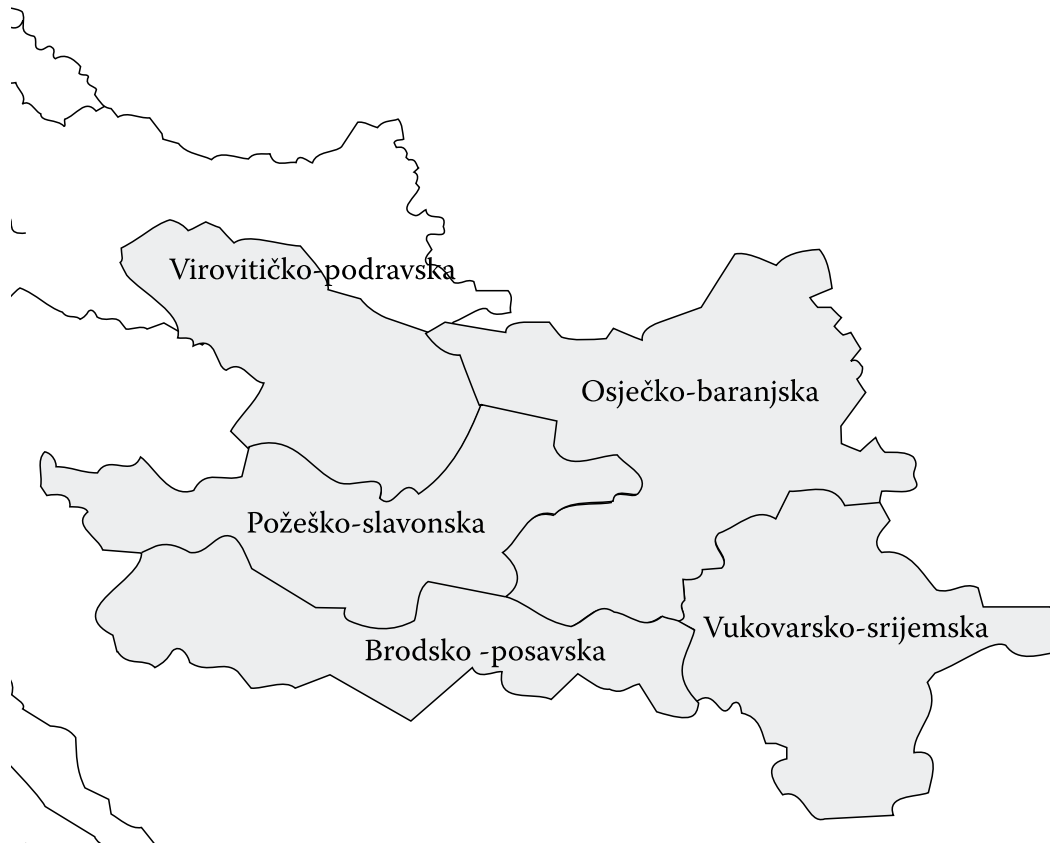 Virovitičko-podravska
Osječko-baranjska
Požeško-slavonska
Vukovarsko-srijemska
Brodsko -posavska